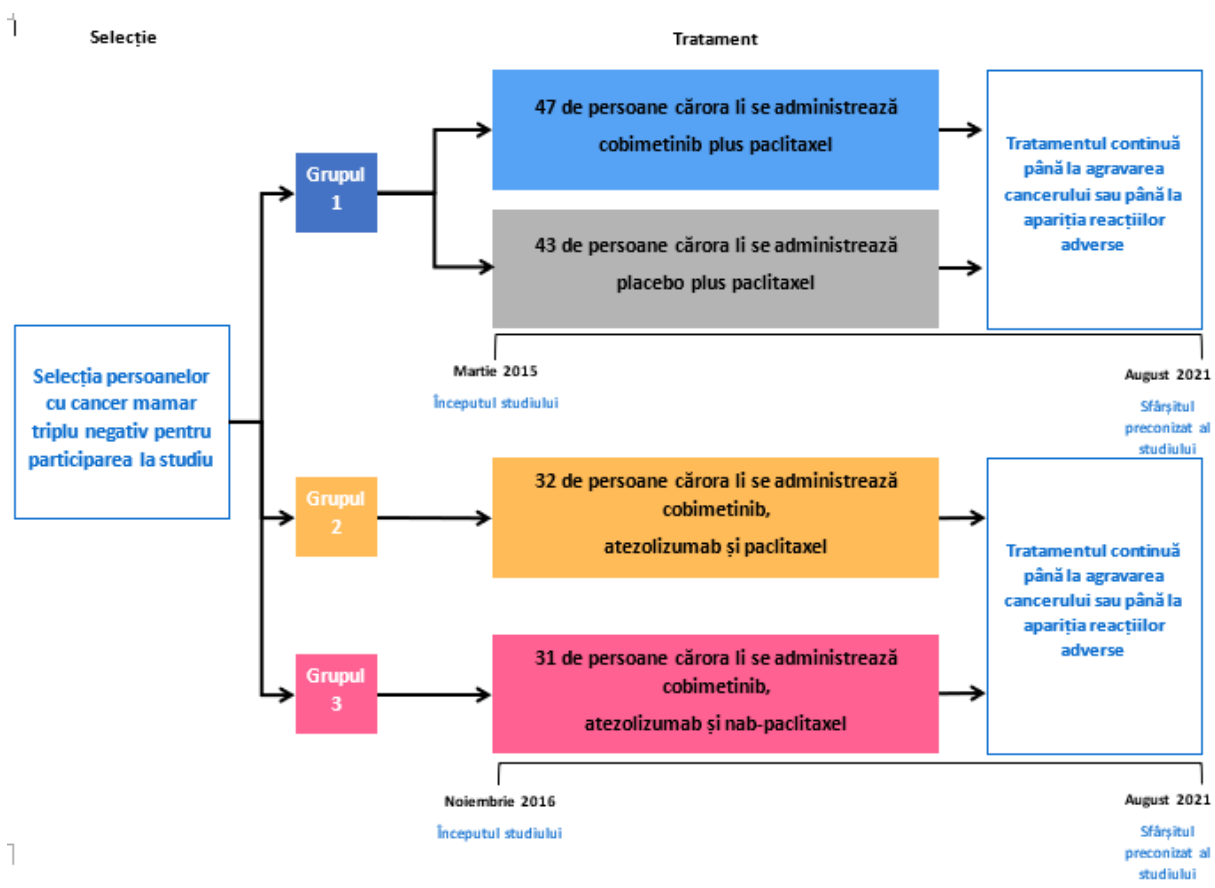 Selecție
Tratament
47 de persoane cărora li se administrează
cobimetinib plus paclitaxel
Tratamentul continuă
până la agravarea
cancerului sau până la
apariția reacțiilor
adverse
Grupul
1
43 de persoane cărora li se administrează
placebo plus paclitaxel
Martie 2015
Începutul studiului
August 2021
Sfârșitul
preconizat al
studiului
Selecția persoanelor
cu cancer mamar
triplu negativ pentru
participarea la studiu
Grupul
2
32 de persoane cărora li se administrează
cobimetinib,
atezolizumab și paclitaxel
Tratamentul continuă
până la agravarea
cancerului sau până la
apariția reacțiilor
adverse
Grupul
3
31 de persoane cărora li se administrează
cobimetinib,
atezolizumab și nab-paclitaxel
Noiembrie 2016
Începutul studiului
August 2021
Sfârșitul
preconizat al
studiului